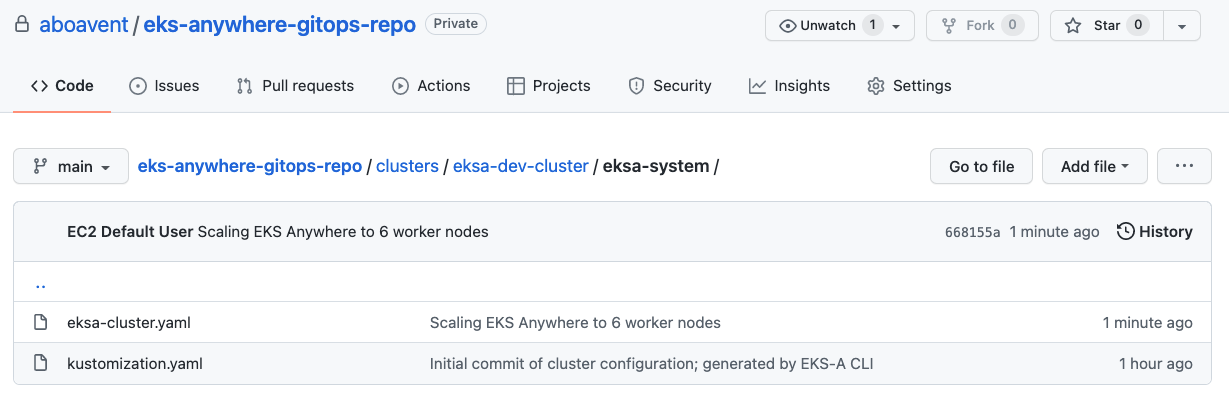 aboavent / eks-anywhere-gitops-repo Private Unwatch 1 Fork 0 Star 0
Code Issues Pull requests Actions Projects Security Insights Settings
main eks-anywhere-gitops-repo / clusters / eksa-dev-cluster / eksa-system / Go to file Add file ...
EC2 Default User Scaling EKS Anywhere to 6 worker nodes 668155a 1 minute ago History
..
eksa-cluster.yaml Scaling EKS Anywhere to 6 worker nodes 1 minute ago
kustomization.yaml Initial commit of cluster configuration; generated by EKS-A CLI 1 hour ago